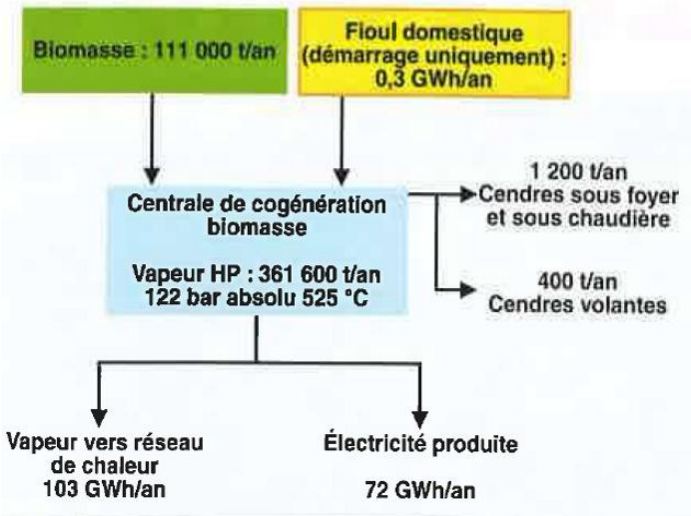 Biomasse : 111 000 t/an
Fioul domestique
(démarrage uniquement) :
0,3 GWh/an
Centrale de cogénération
biomasse
Vapeur HP : 361 600 t/an
122 bar absolu 525 °C
1 200 t/an
Cendres sous foyer
et sous chaudière
400 t/an
Cendres volantes
Vapeur vers réseau
de chaleur
103 GWh/an
Électricité produite
72 GWh/an